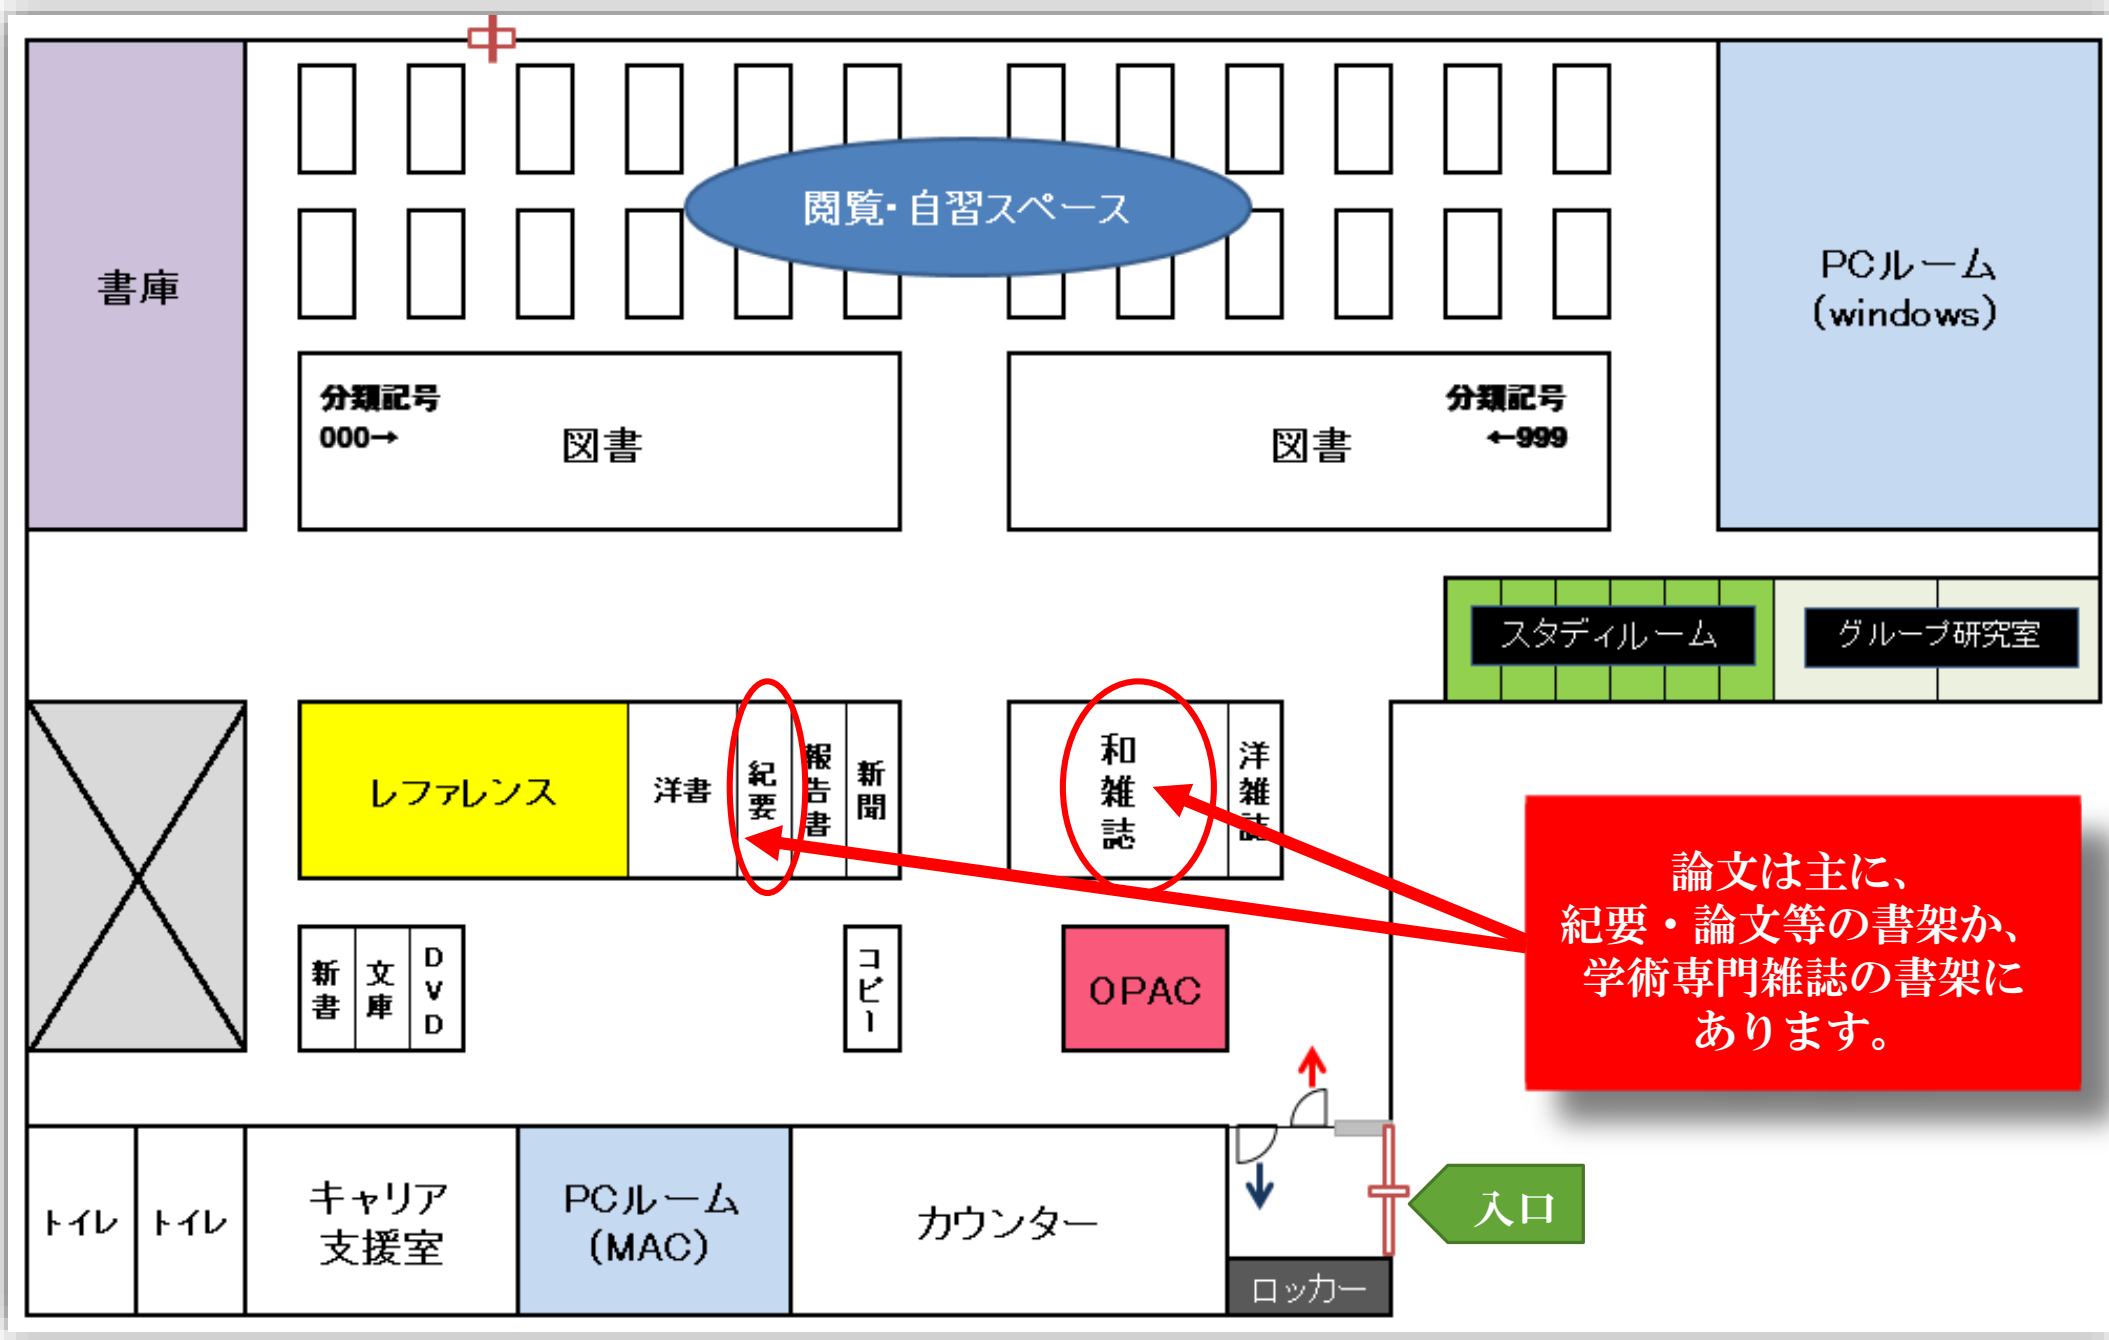 閲覧・自習スペース
書庫
PCルーム
(windows)
分類記号
000→
図書
分類記号
←999
図書
スタディルーム
グループ研究室
レファレンス
洋書
紀要
報告書
新聞
和雑誌
洋雑誌
論文は主に、
紀要・論文等の書架か、
学術専門雑誌の書架に
あります。
新書
文庫
DVD
コピー
OPAC
トイレ
トイレ
キャリア
支援室
PCルーム
(MAC)
カウンター
入口
ロッカー